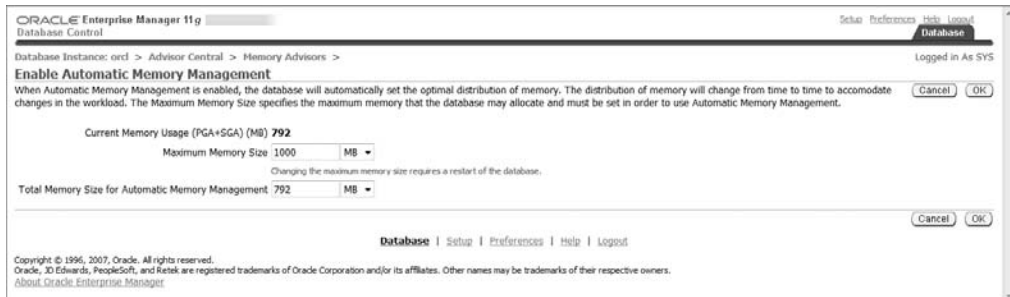 ORACLE Enterprise Manager 11g
Setup Preferences Help Logout
Database Control
Database
Database Instance: orcl > Advisor Central > Memory Advisors >
Logged in As SYS
Enable Automatic Memory Management
When Automatic Memory Management is enabled, the database will automatically set the optimal distribution of memory. The distribution of memory will change from time to time to accomodate
changes in the workload. The Maximum Memory Size specifies the maximum memory that the database may allocate and must be set in order to use Automatic Memory Management.
Cancel OK
Current Memory Usage (PGA+SGA) (MB) 792
Maximum Memory Size 1000 MB
Changing the maximum memory size requires a restart of the database.
Total Memory Size for Automatic Memory Management 792 MB
Cancel OK
Database | Setup | Preferences | Help | Logout
Copyright © 1996, 2007, Oracle. All rights reserved.
Oracle, JD Edwards, PeopleSoft, and Retek are registered trademarks of Oracle Corporation and/or its affiliates. Other names may be trademarks of their respective owners.
About Oracle Enterprise Manager